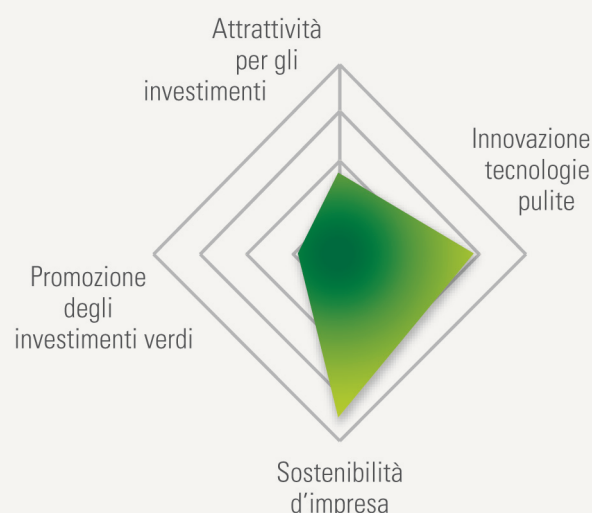 Attrattività
per gli
investimenti
Innovazione
tecnologie
pulite
Promozione
degli
investimenti verdi
Sostenibilità
d'impresa